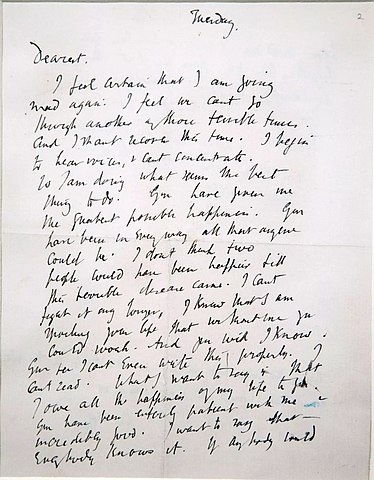 Tuesday.
2
Dearest,
I feel certain that I am going
mad again. I feel we cant go
through another of those terrible times.
And I shant recover this time. I begin
to hear voices, & cant concentrate.
So I am doing what seems the best
thing to do. You have given me
the greatest possible happiness. You
have been in every way all that anyone
could be. I dont think two
people could have been happier till
this terrible disease came. I cant
fight it any longer, I know that I am
spoiling your life that without me you
could work. And you will I know.
You see I cant even write this properly. I
cant read. What I want to say is that
I owe all the happiness of my life to you.
You have been entirely patient with me &
incredibly good. I want to say that –
everybody knows it. If anybody could